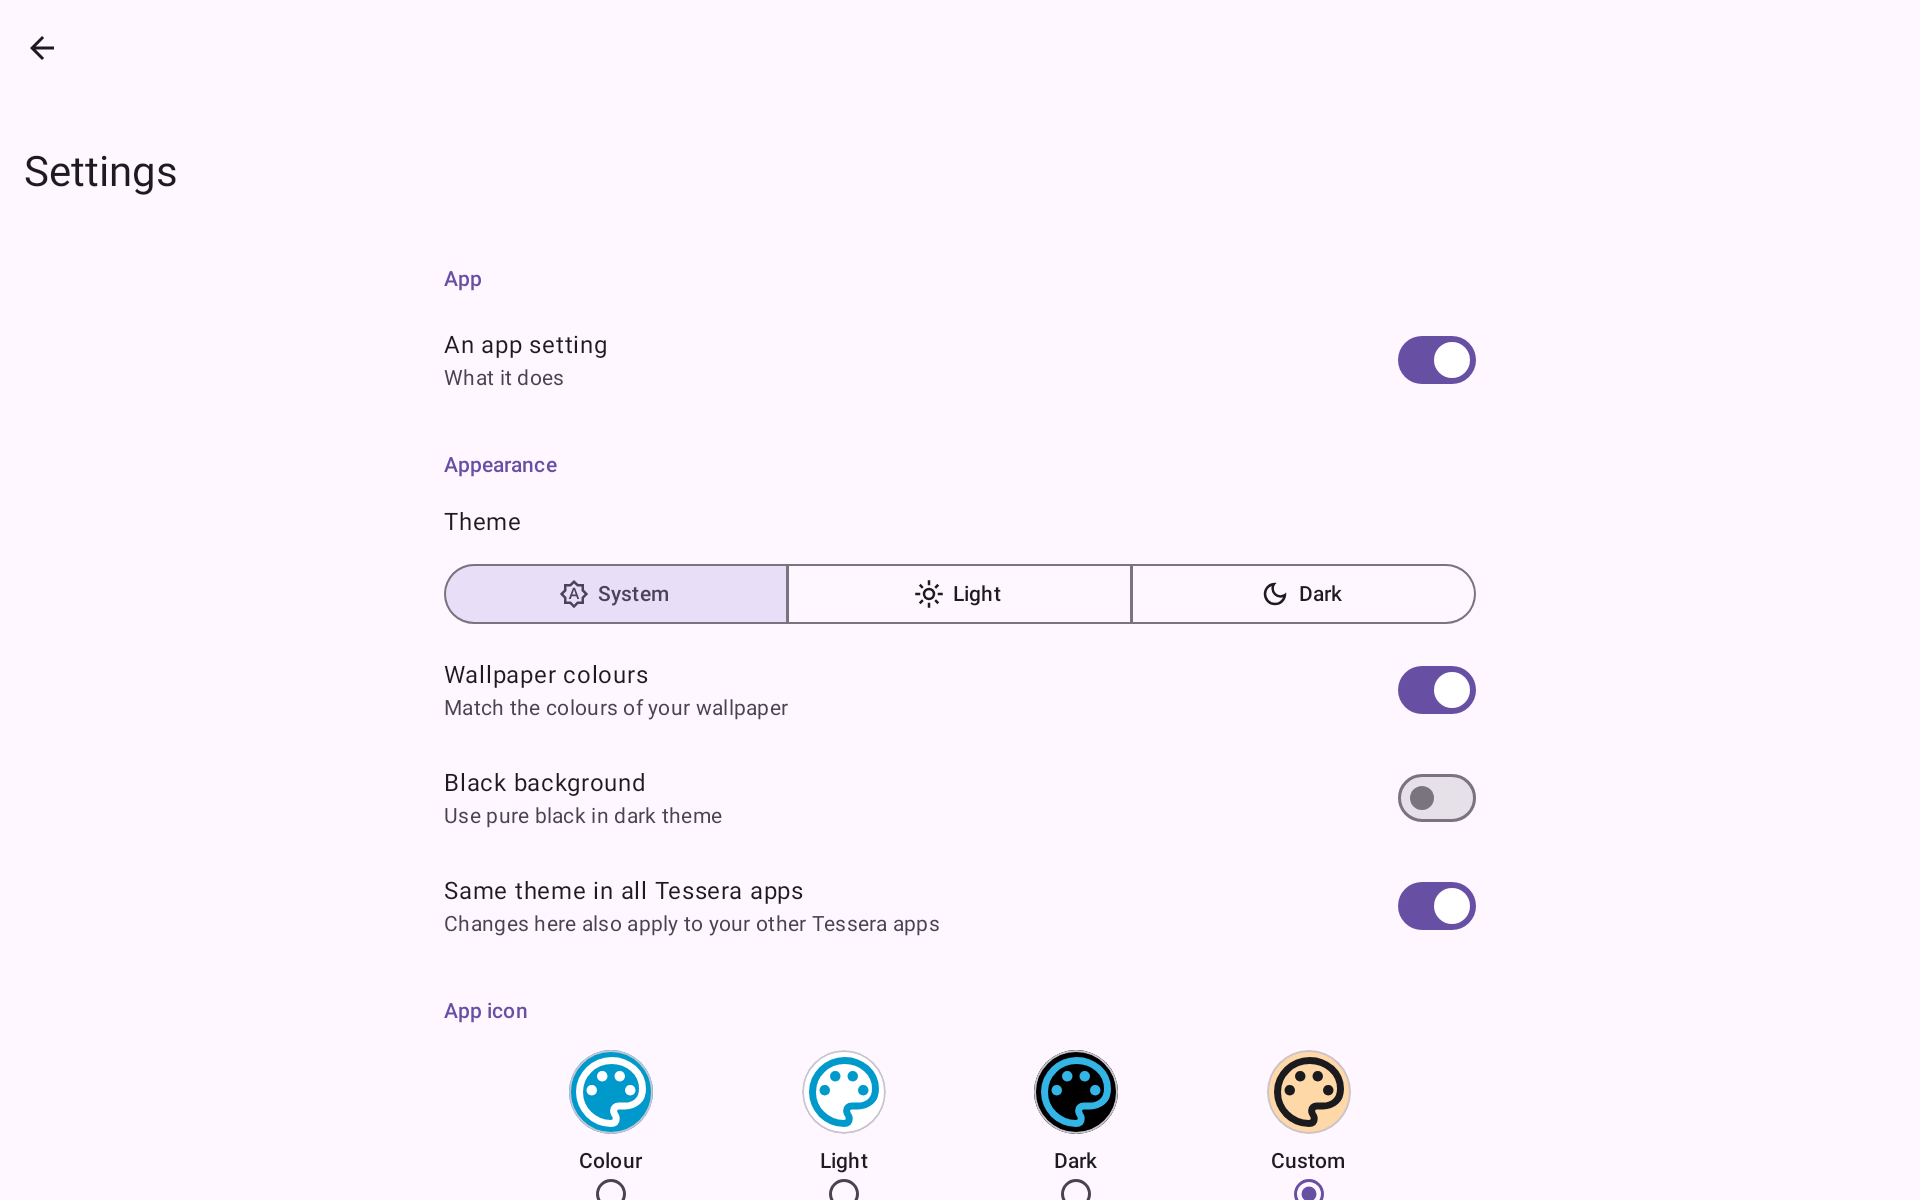 Settings
App
An app setting
What it does
Appearance
Theme
System
Light
Dark
Wallpaper colours
Match the colours of your wallpaper
Black background
Use pure black in dark theme
Same theme in all Tessera apps
Changes here also apply to your other Tessera apps
App icon
Colour
Light
Dark
Custom